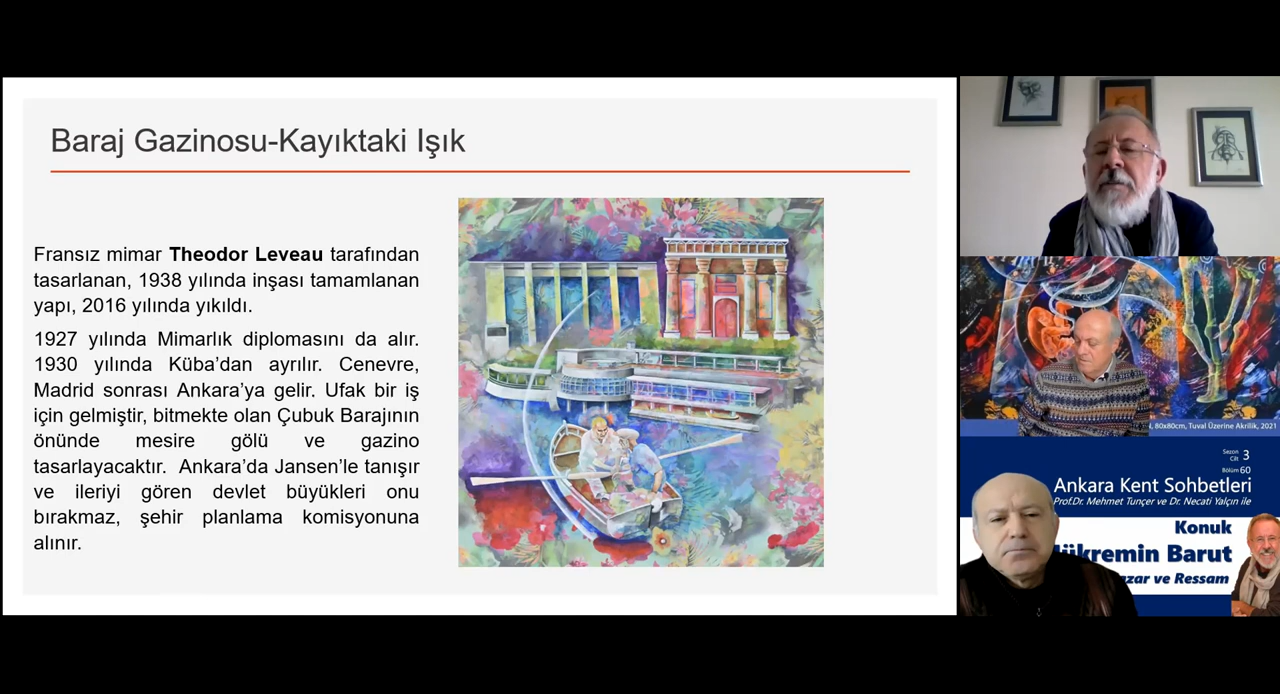 Baraj Gazinosu-Kayıktaki Işık
Fransız mimar Theodor Leveau tarafından
tasarlanan, 1938 yılında inşası tamamlanan
yapı, 2016 yılında yıkıldı.
1927 yılında Mimarlık diplomasını da alır.
1930 yılında Küba’dan ayrılır. Cenevre,
Madrid sonrası Ankara’ya gelir. Ufak bir iş
için gelmiştir, bitmekte olan Çubuk Barajının
önünde mesire gölü ve gazino
tasarlayacaktır. Ankara’da Jansen’le tanışır
ve ileriyi gören devlet büyükleri onu
bırakmaz, şehir planlama komisyonuna
alınır.
80x80cm, Tuval Üzerine Akrilik, 2021
Sezon
Cilt 3
Bölüm 60
Ankara Kent Sohbetleri
Prof.Dr. Mehmet Tunçer ve Dr. Necati Yalçın ile
Konuk
ükremin Barut
azar ve Ressam